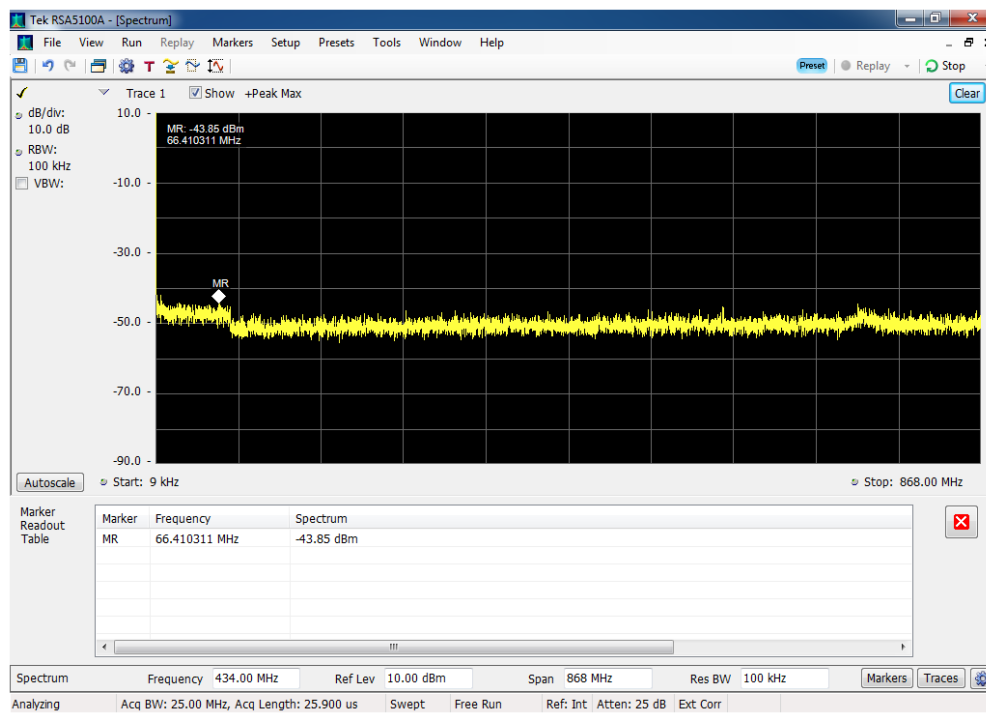 Tek RSA5100A - [Spectrum]
File View Run Replay Markers Setup Presets Tools Window Help
T Preset Replay Stop
Trace 1 Show +Peak Max Clear
dB/div:
10.0 dB
RBW:
100 kHz
VBW:
10.0 -
-10.0 -
-30.0 -
-50.0 -
-70.0 -
-90.0 -
MR: -43.85 dBm
66.410311 MHz
MR
Autoscale Start: 9 kHz Stop: 868.00 MHz
Marker
Readout
Table
Marker Frequency Spectrum
MR 66.410311 MHz -43.85 dBm
Spectrum Frequency 434.00 MHz Ref Lev 10.00 dBm Span 868 MHz Res BW 100 kHz Markers Traces
Analyzing Acq BW: 25.00 MHz, Acq Length: 25.900 us Swept Free Run Ref: Int Atten: 25 dB Ext Corr